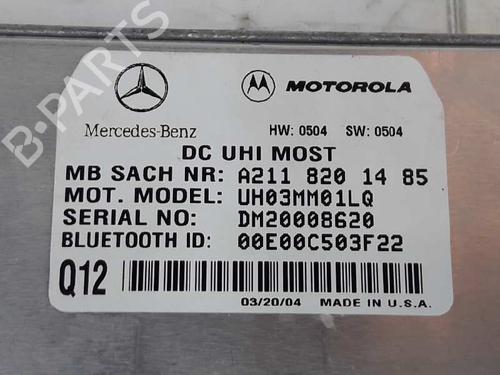 B-PARTS
MOTOROLA
Mercedes-Benz
HW: 0504 SW: 0504
DC UHI MOST
MB SACH NR: A211 820 14 85
MOT. MODEL: UH03MM01LQ
SERIAL NO: DM20008620
BLUETOOTH ID: 00E00C503F22
Q12
03/20/04 MADE IN U.S.A.